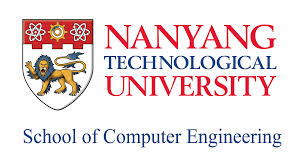 NANYANG
TECHNOLOGICAL
UNIVERSITY
School of Computer Engineering